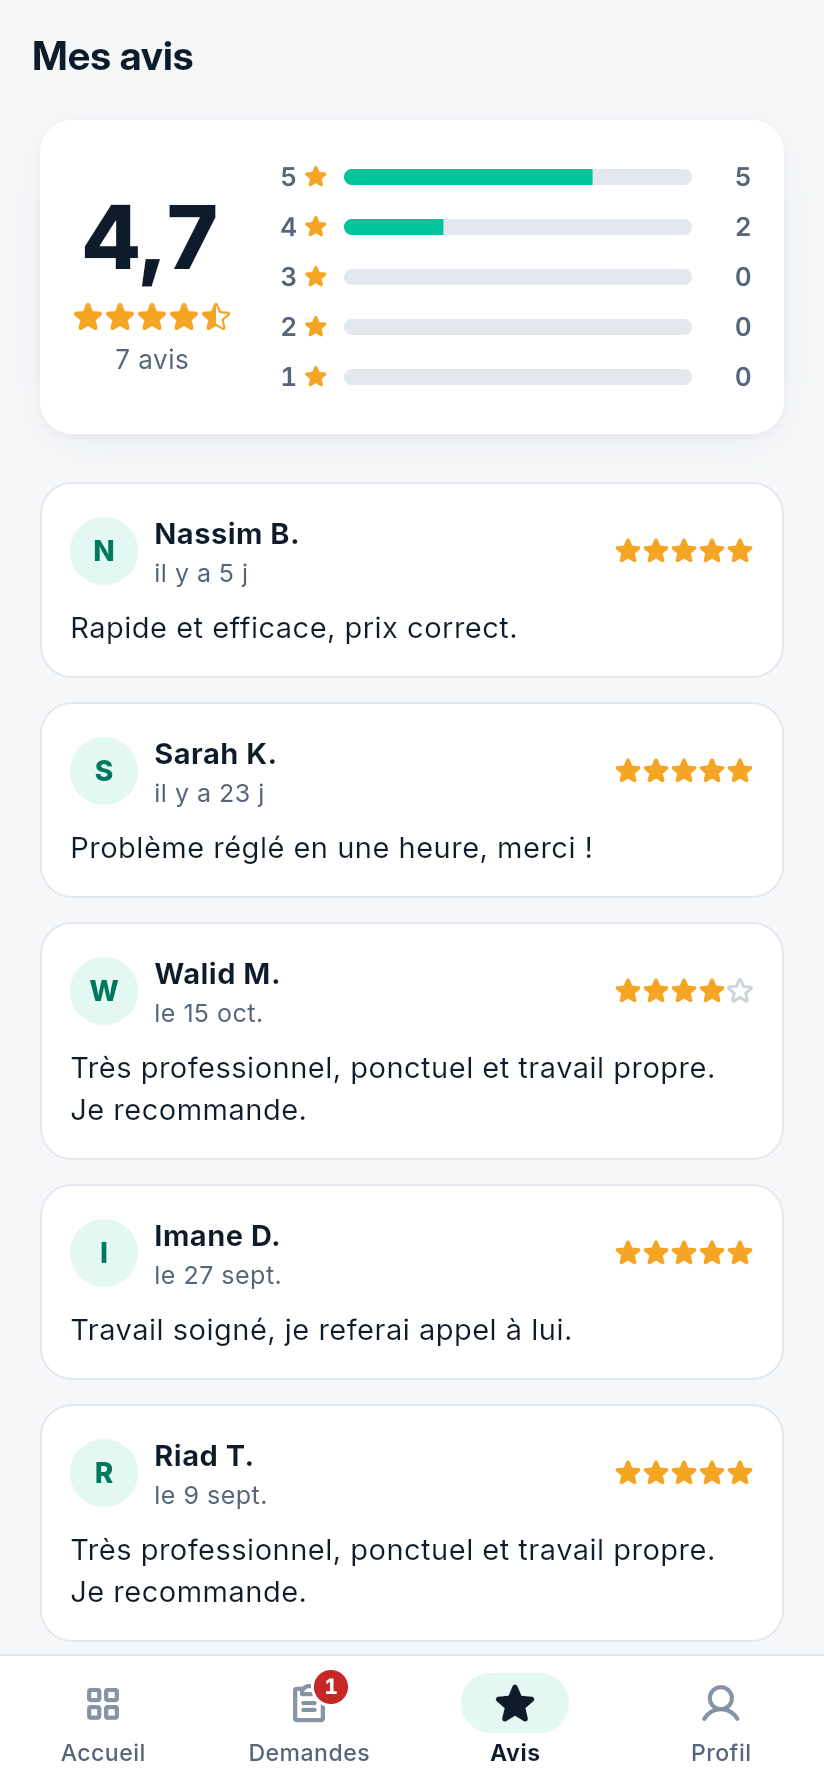 Mes avis
4,7
7 avis
5 5
4 2
3 0
2 0
1 0
N
Nassim B.
il y a 5 j
Rapide et efficace, prix correct.
S
Sarah K.
il y a 23 j
Problème réglé en une heure, merci !
W
Walid M.
le 15 oct.
Très professionnel, ponctuel et travail propre.
Je recommande.
I
Imane D.
le 27 sept.
Travail soigné, je referai appel à lui.
R
Riad T.
le 9 sept.
Très professionnel, ponctuel et travail propre.
Je recommande.
1
Accueil Demandes Avis Profil